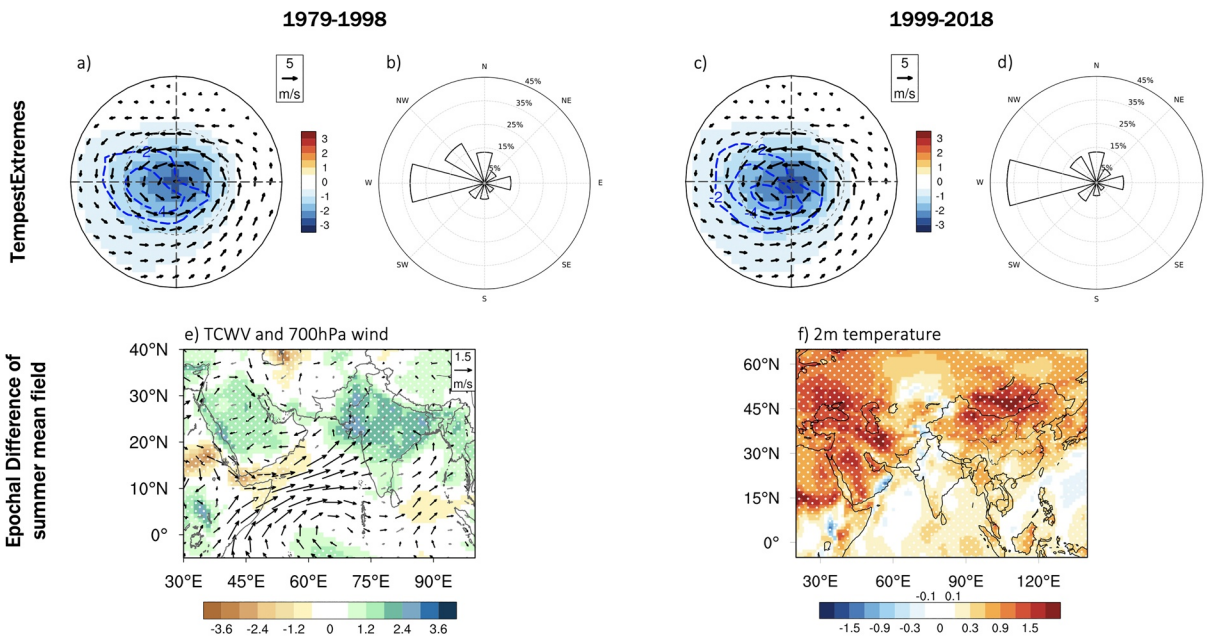 1979-1998
1999-2018
TempestExtremes
a)
5
m/s
-2
-4
3
2
1
0
-1
-2
-3
b)
N
NE
E
SE
S
SW
W
NW
45%
35%
25%
15%
5%
c)
5
m/s
-2
-2
-4
3
2
1
0
-1
-2
-3
d)
N
NE
E
SE
S
SW
W
NW
45%
35%
25%
15%
5%
Epochal Difference of
summer mean field
e) TCWV and 700hPa wind
1.5
m/s
40°N
30°N
20°N
10°N
0°
30°E 45°E 60°E 75°E 90°E
-3.6 -2.4 -1.2 0 1.2 2.4 3.6
f) 2m temperature
60°N
45°N
30°N
15°N
0°
30°E 60°E 90°E 120°E
-0.1 0.1
-1.5 -0.9 -0.3 0.3 0.9 1.5